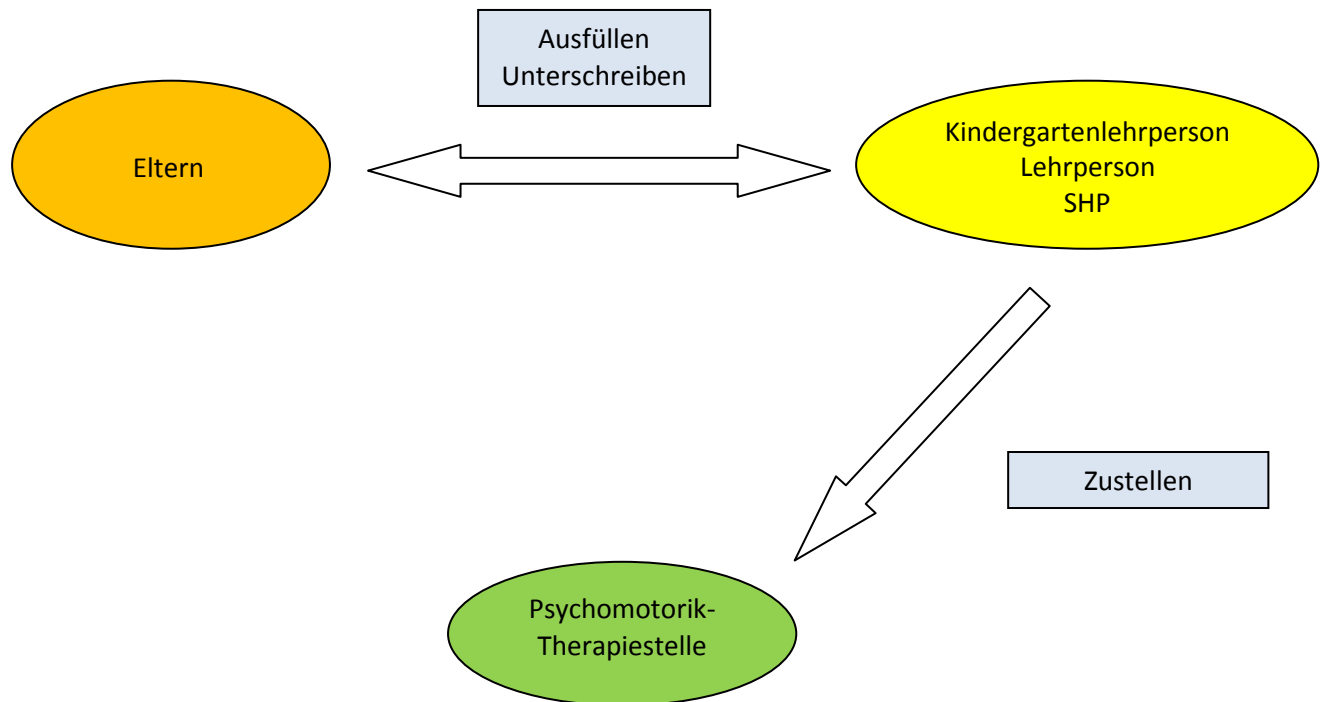 Ausfüllen
Unterschreiben
Eltern
Kindergartenlehrperson
Lehrperson
SHP
Zustellen
Psychomotorik-
Therapiestelle